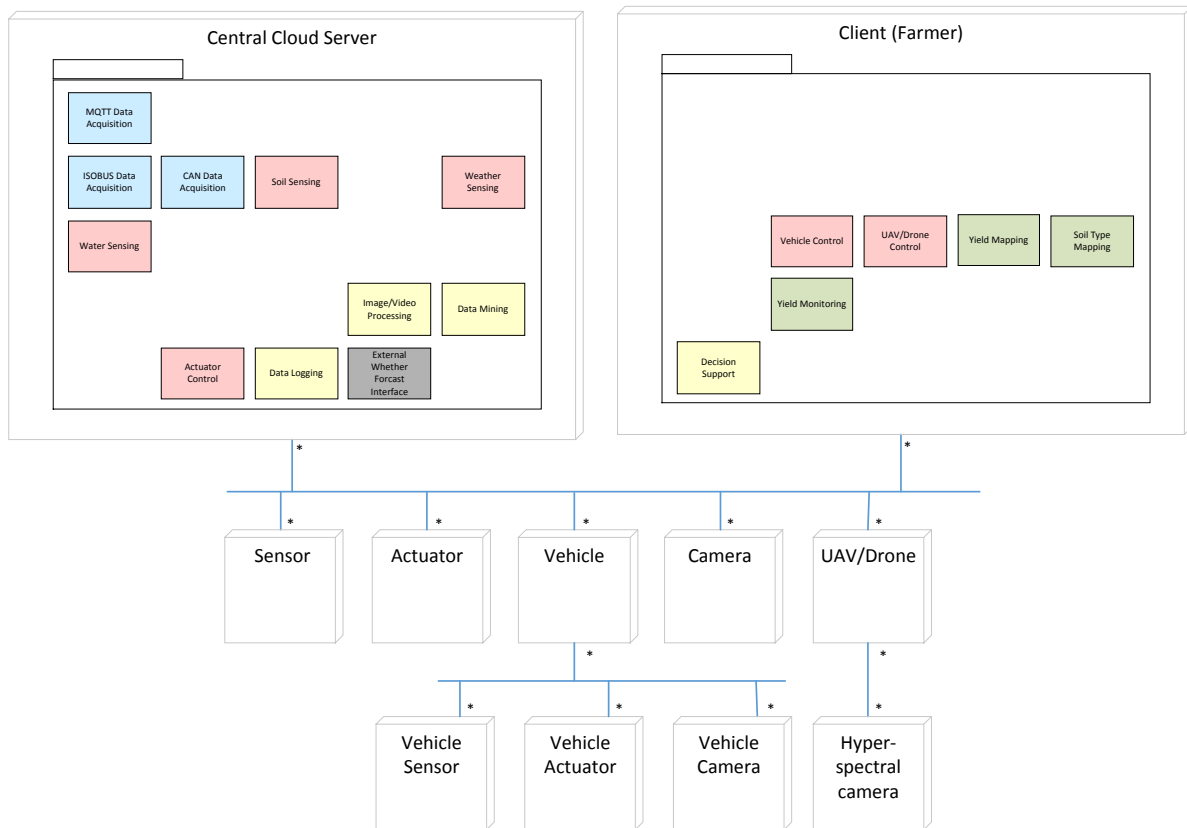 Central Cloud Server
MQTT Data
Acquisition
ISOBUS Data
Acquisition
CAN Data
Acquisition
Soil Sensing
Weather
Sensing
Water Sensing
Image/Video
Processing
Data Mining
Actuator
Control
Data Logging
External
Whether
Forcast
Interface
Client (Farmer)
Vehicle Control
UAV/Drone
Control
Yield Mapping
Soil Type
Mapping
Yield Monitoring
Decision
Support
*
*
*
*
*
*
*
Sensor
Actuator
Vehicle
Camera
UAV/Drone
*
*
*
*
*
*
Vehicle
Sensor
Vehicle
Actuator
Vehicle
Camera
Hyper-
spectral
camera